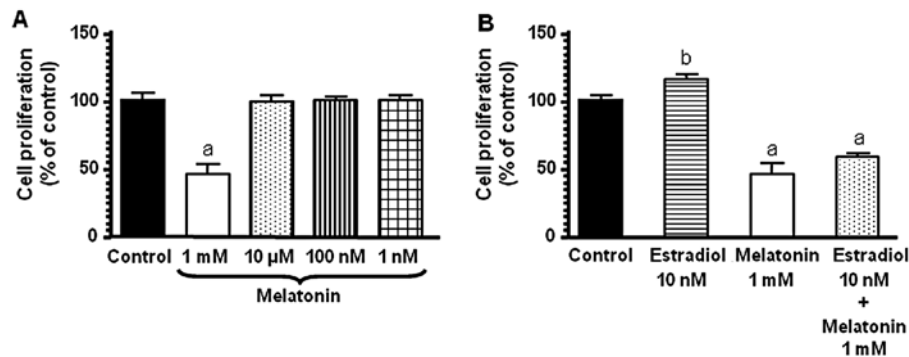 A
Cell proliferation
(% of control)
150
100
50
0
a
Control
1 mM
10 µM
100 nM
1 nM
Melatonin
B
Cell proliferation
(% of control)
150
100
50
0
b
a
a
Control
Estradiol
10 nM
Melatonin
1 mM
Estradiol
10 nM
+
Melatonin
1 mM